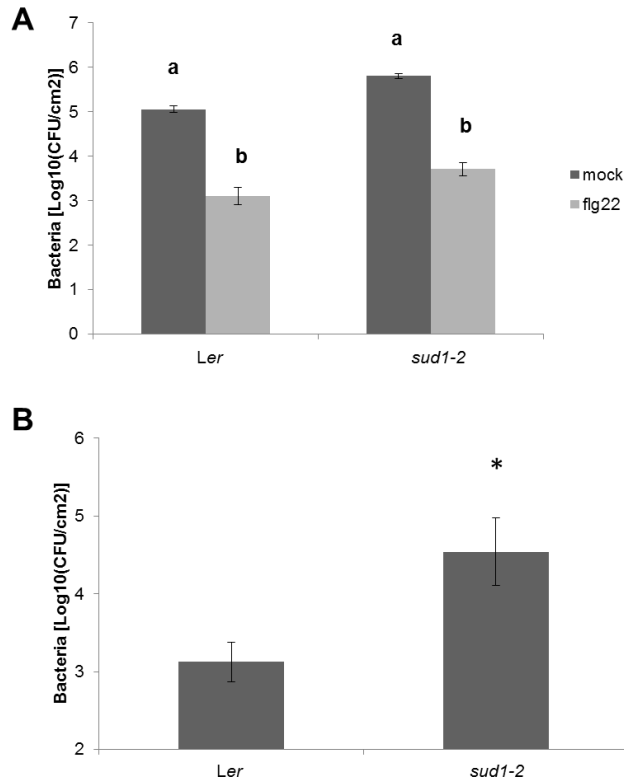 A
Bacteria [Log10(CFU/cm2)]
7
6
5
4
3
2
1
0
a
b
a
b
mock
flg22
Ler
sud1-2
B
Bacteria [Log10(CFU/cm2)]
6
5
4
3
2
*
Ler
sud1-2